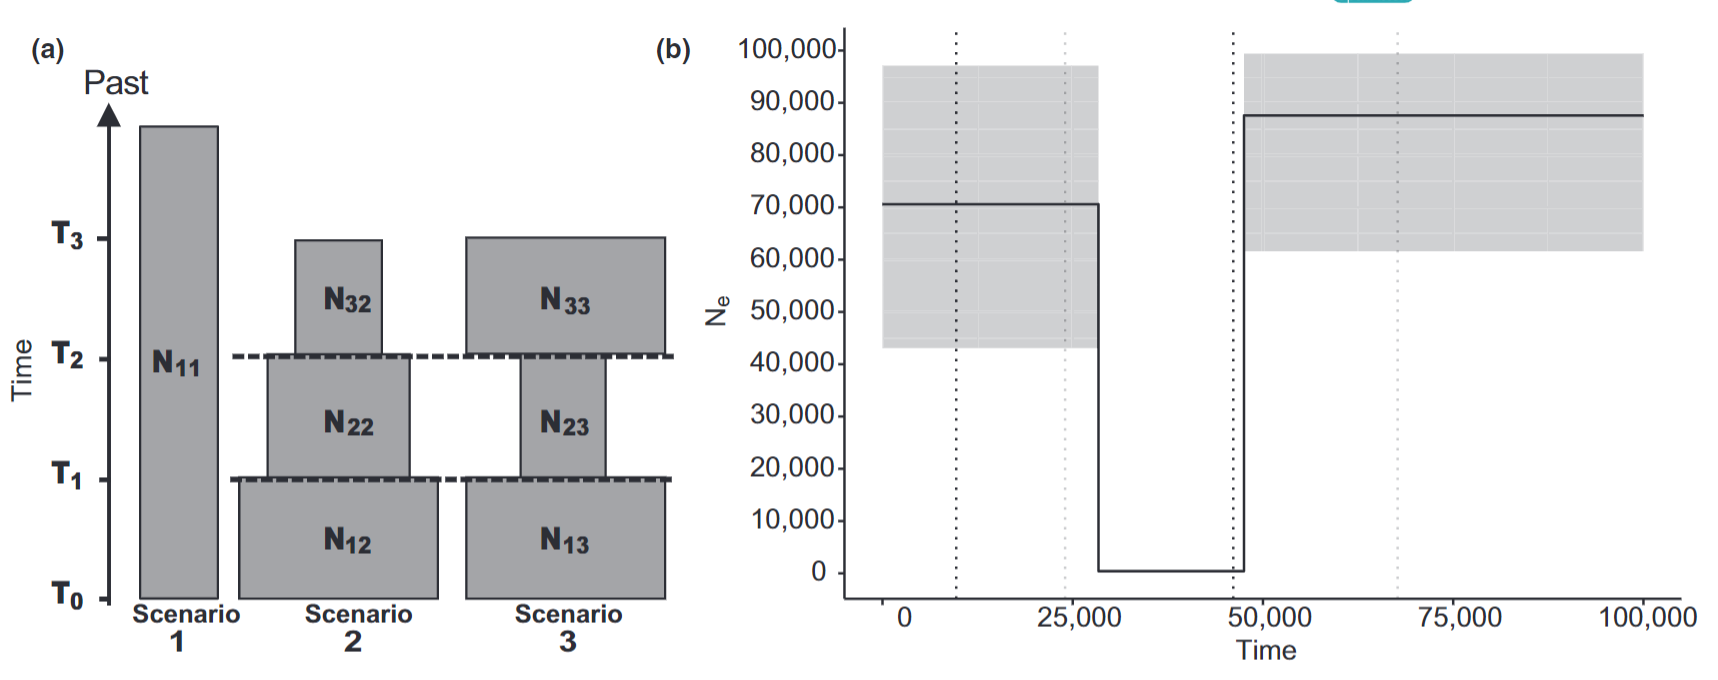 (a)
Past
Time
T3
T2
T1
T0
N11
N32
N33
N22
N23
N12
N13
Scenario 1
Scenario 2
Scenario 3
(b)
Ne
100,000
90,000
80,000
70,000
60,000
50,000
40,000
30,000
20,000
10,000
0
0 25,000 50,000 75,000 100,000
Time